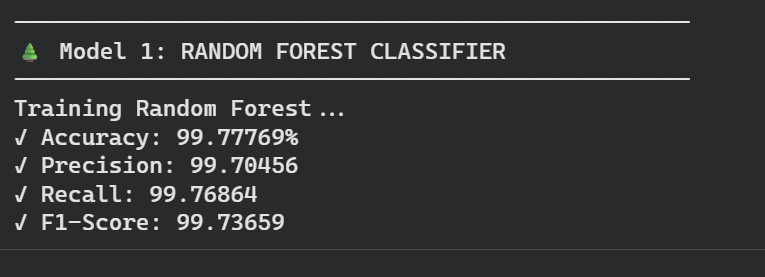 🌲 Model 1: RANDOM FOREST CLASSIFIER
Training Random Forest...
✓ Accuracy: 99.77769%
✓ Precision: 99.70456
✓ Recall: 99.76864
✓ F1-Score: 99.73659